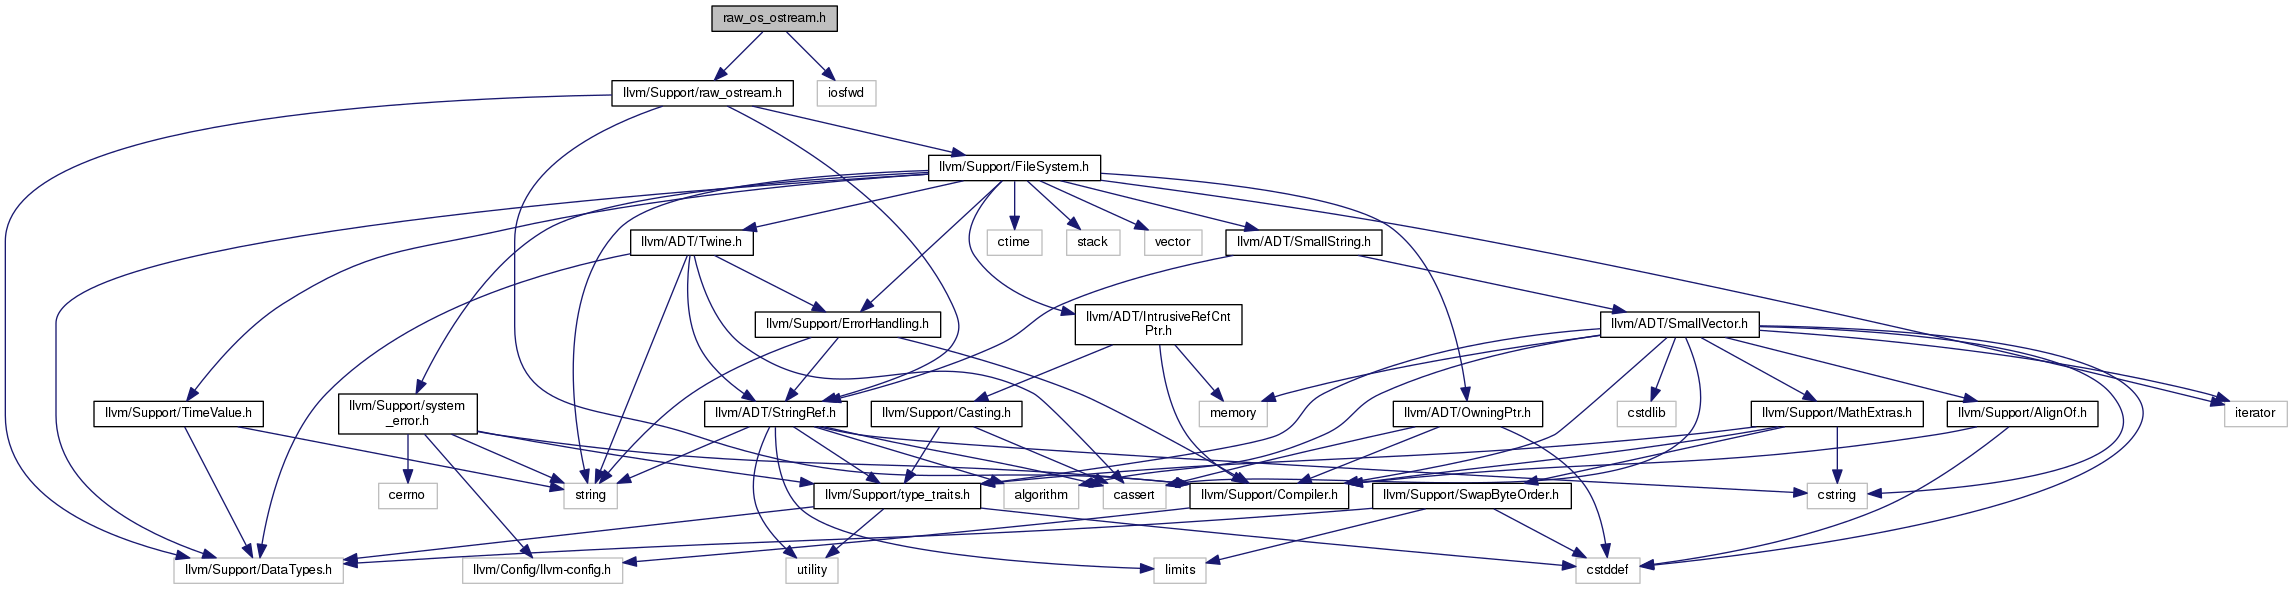 raw_os_ostream.h
llvm/Support/raw_ostream.h
iosfwd
llvm/Support/FileSystem.h
llvm/ADT/Twine.h
ctime
stack
vector
llvm/ADT/SmallString.h
llvm/Support/ErrorHandling.h
llvm/ADT/IntrusiveRefCnt
Ptr.h
llvm/ADT/SmallVector.h
llvm/Support/TimeValue.h
llvm/Support/system
_error.h
llvm/ADT/StringRef.h
llvm/Support/Casting.h
memory
llvm/ADT/OwningPtr.h
cstdlib
llvm/Support/MathExtras.h
llvm/Support/AlignOf.h
iterator
cerrno
string
llvm/Support/type_traits.h
algorithm
cassert
llvm/Support/Compiler.h
llvm/Support/SwapByteOrder.h
cstring
llvm/Support/DataTypes.h
llvm/Config/llvm-config.h
utility
limits
cstddef